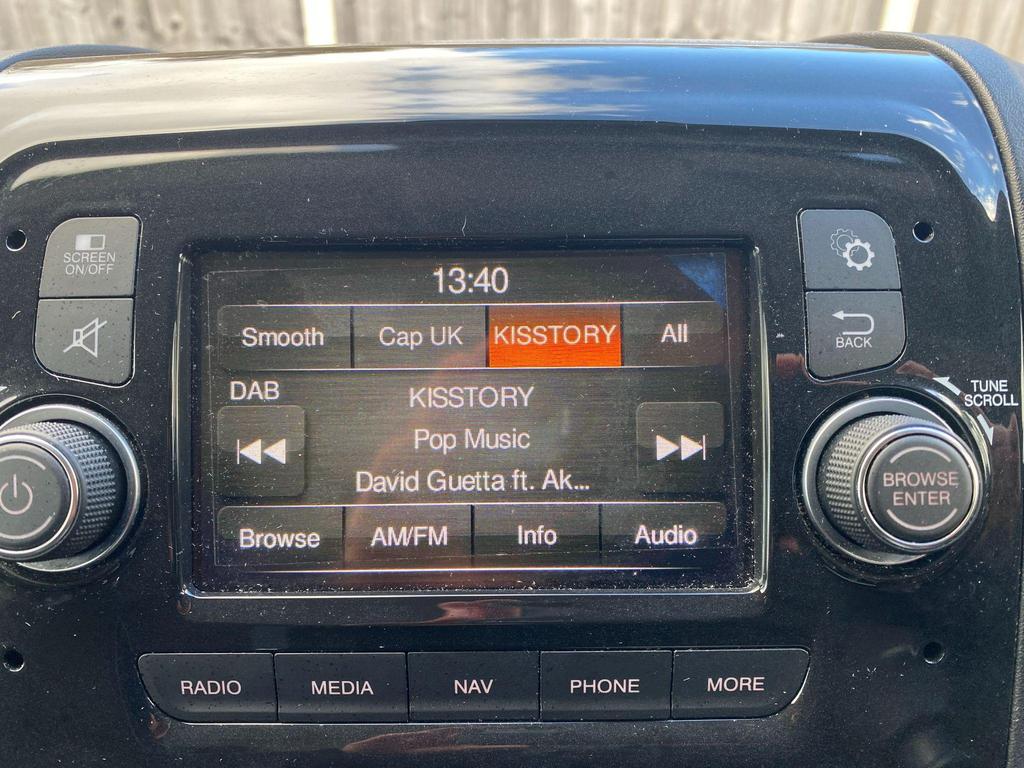 SCREEN
ON/OFF
13:40
Smooth Cap UK KISSTORY All
BACK
DAB
KISSTORY
TUNE
SCROLL
Pop Music
David Guetta ft. Ak...
BROWSE
ENTER
Browse AM/FM Info Audio
RADIO MEDIA NAV PHONE MORE